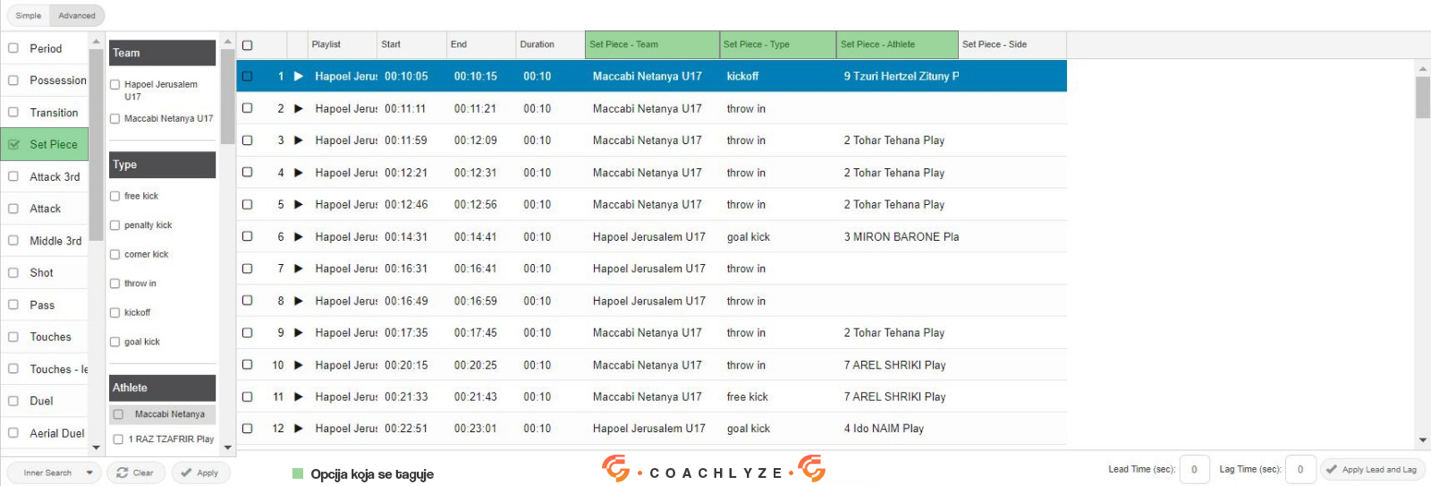 Simple Advanced
Period
Possession
Transition
Set Piece
Attack 3rd
Attack
Middle 3rd
Shot
Pass
Touches
Touches - le
Duel
Aerial Duel
Team
Hapoel Jerusalem
U17
Maccabi Netanya U17
Type
free kick
penalty kick
corner kick
throw in
kickoff
goal kick
Athlete
Maccabi Netanya
1 RAZ TZAFRIR Play
Playlist Start End Duration Set Piece - Team Set Piece - Type Set Piece - Athlete Set Piece - Side
1 Hapoel Jerus 00:10:05 00:10:15 00:10 Maccabi Netanya U17 kickoff 9 Tzuri Hertzel Zituny P
2 Hapoel Jerus 00:11:11 00:11:21 00:10 Maccabi Netanya U17 throw in
3 Hapoel Jerus 00:11:59 00:12:09 00:10 Maccabi Netanya U17 throw in 2 Tohar Tehana Play
4 Hapoel Jerus 00:12:21 00:12:31 00:10 Maccabi Netanya U17 throw in 2 Tohar Tehana Play
5 Hapoel Jerus 00:12:46 00:12:56 00:10 Maccabi Netanya U17 throw in 2 Tohar Tehana Play
6 Hapoel Jerus 00:14:31 00:14:41 00:10 Hapoel Jerusalem U17 goal kick 3 MIRON BARONE Pla
7 Hapoel Jerus 00:16:31 00:16:41 00:10 Hapoel Jerusalem U17 throw in
8 Hapoel Jerus 00:16:49 00:16:59 00:10 Hapoel Jerusalem U17 throw in
9 Hapoel Jerus 00:17:35 00:17:45 00:10 Maccabi Netanya U17 throw in 2 Tohar Tehana Play
10 Hapoel Jerus 00:20:15 00:20:25 00:10 Maccabi Netanya U17 throw in 7 AREL SHRIKI Play
11 Hapoel Jerus 00:21:33 00:21:43 00:10 Maccabi Netanya U17 free kick 7 AREL SHRIKI Play
12 Hapoel Jerus 00:22:51 00:23:01 00:10 Hapoel Jerusalem U17 goal kick 4 Ido NAIM Play
Inner Search Clear Apply
Opcija koja se taguje
• COACHLYZE •
Lead Time (sec): 0 Lag Time (sec): 0 Apply Lead and Lag